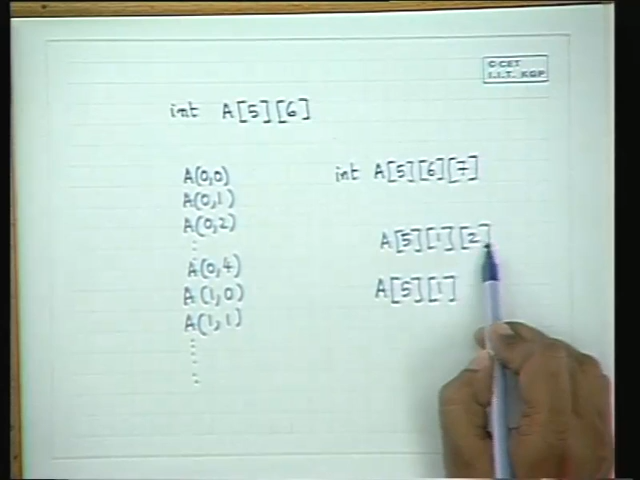 © CET
I.I.T. KGP
int A[5][6]
A(0,0)
A(0,1)
A(0,2)
:
A(0,4)
A(1,0)
A(1,1)
int A[5][6][7]
A[5][1][2]
A[5][1]